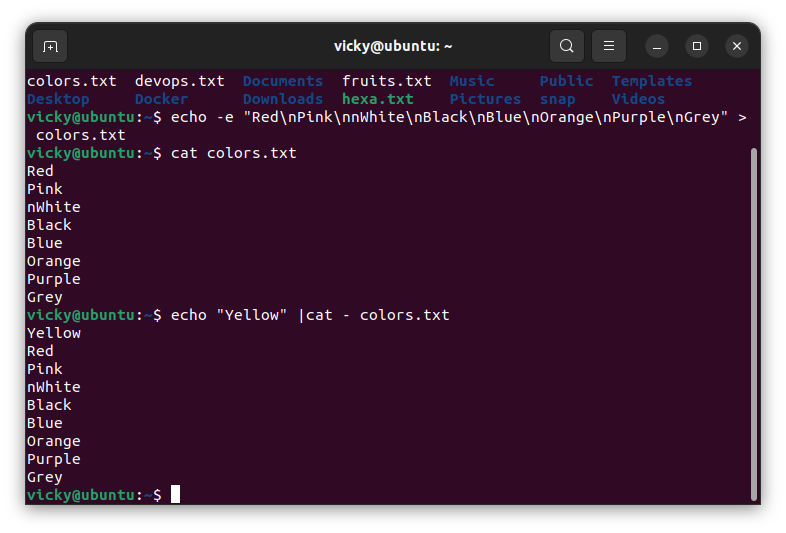 vicky@ubuntu: ~
colors.txt  devops.txt  Documents  fruits.txt  Music     Public  Templates
Desktop     Docker      Downloads  hexa.txt    Pictures  snap    Videos
vicky@ubuntu:~$ echo -e "Red\nPink\nnWhite\nBlack\nBlue\nOrange\nPurple\nGrey" >
 colors.txt
vicky@ubuntu:~$ cat colors.txt
Red
Pink
nWhite
Black
Blue
Orange
Purple
Grey
vicky@ubuntu:~$ echo "Yellow" |cat - colors.txt
Yellow
Red
Pink
nWhite
Black
Blue
Orange
Purple
Grey
vicky@ubuntu:~$